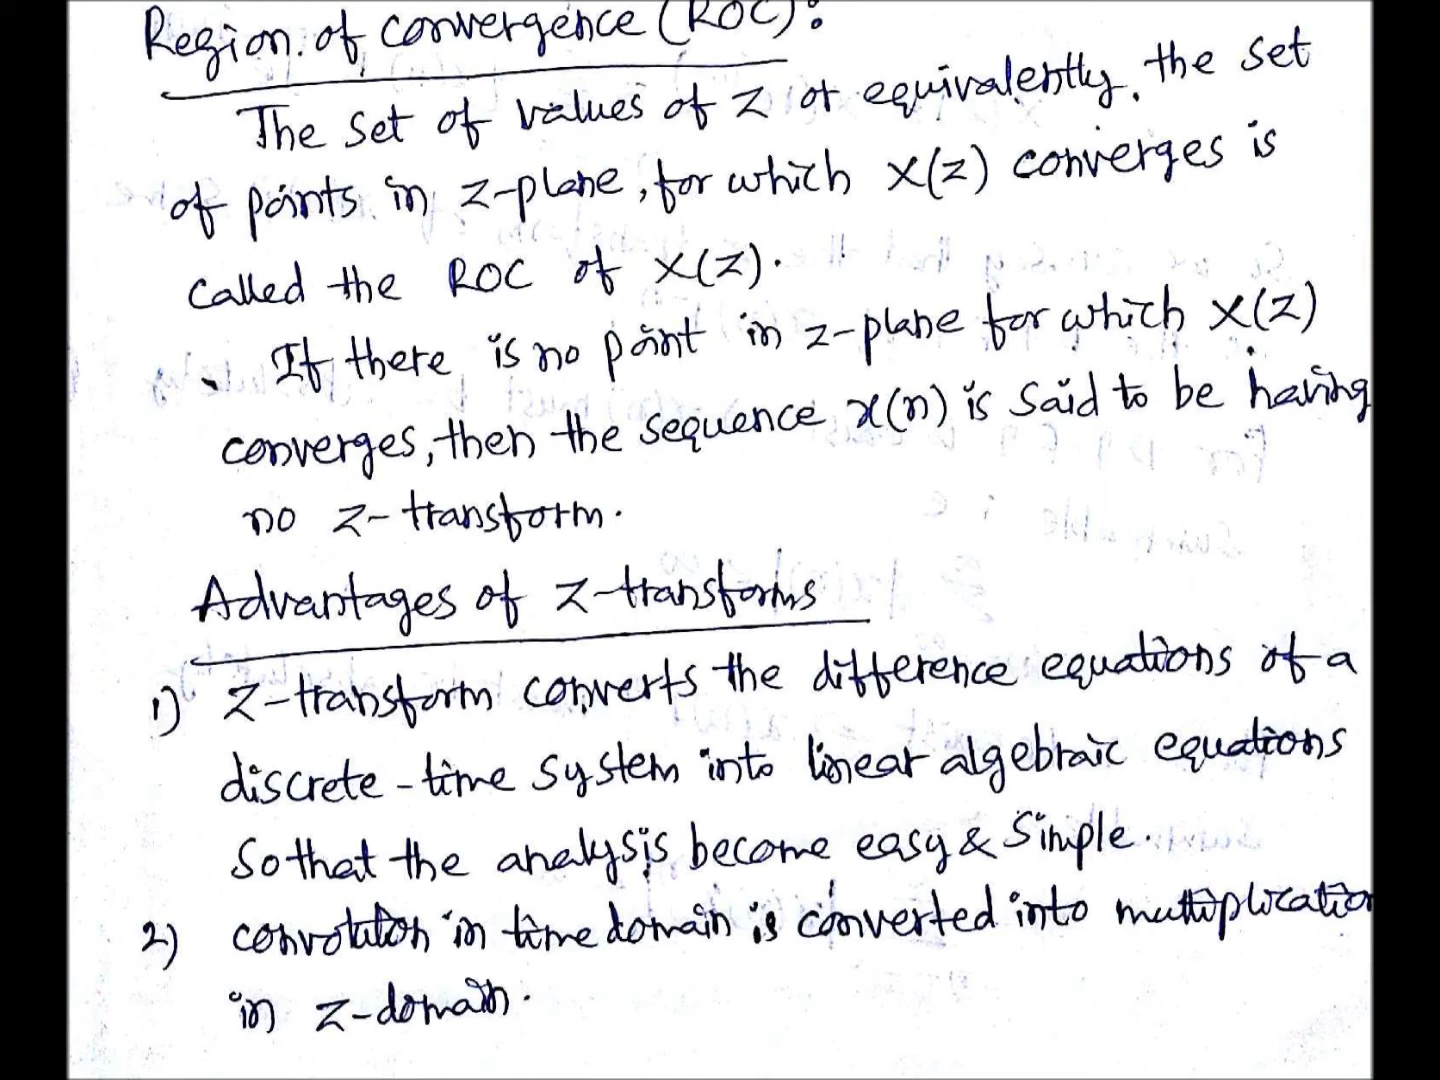 Region of convergence (ROC):
The set of values of z or equivalently, the set
of points in z-plane, for which X(z) converges is
called the ROC of X(z).
If there is no point in z-plane for which X(z)
converges, then the sequence x(n) is said to be having
no z-transform.
Advantages of z-transforms
1) Z-transform converts the difference equations of a
discrete-time system into linear algebraic equations
so that the analysis become easy & simple.
2) convolution in time domain is converted into multiplication
in z-domain.